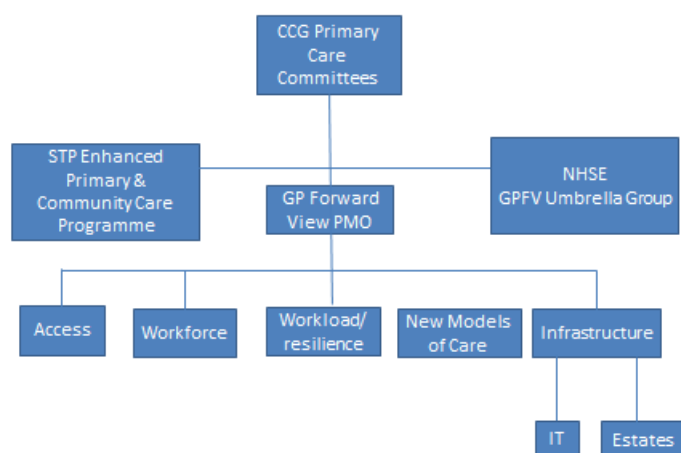 CCG Primary
Care
Committees
STP Enhanced
Primary &
Community Care
Programme
NHSE
GPFV Umbrella Group
GP Forward
View PMO
Access
Workforce
Workload/
resilience
New Models
of Care
Infrastructure
IT
Estates